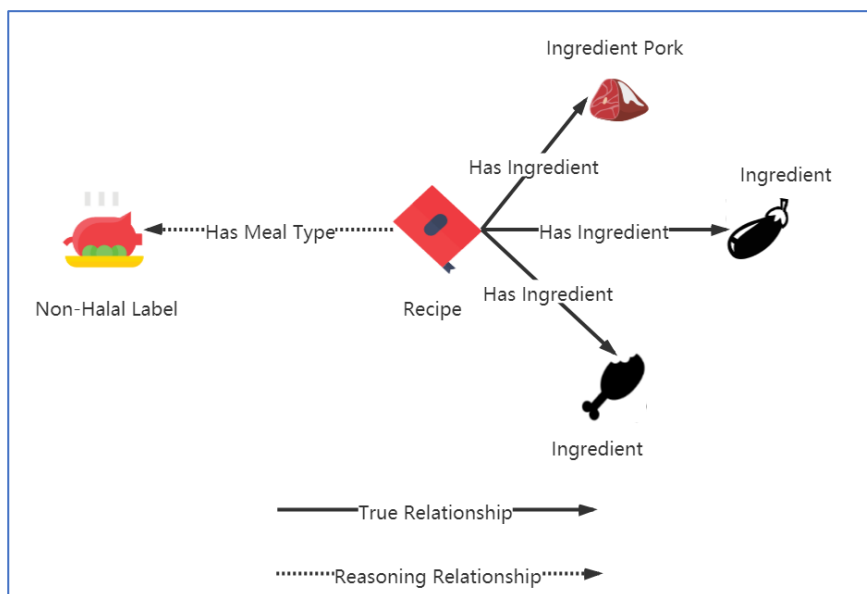 Ingredient Pork
Has Ingredient
Ingredient
Has Meal Type
Has Ingredient
Has Ingredient
Non-Halal Label
Recipe
Ingredient
True Relationship
Reasoning Relationship